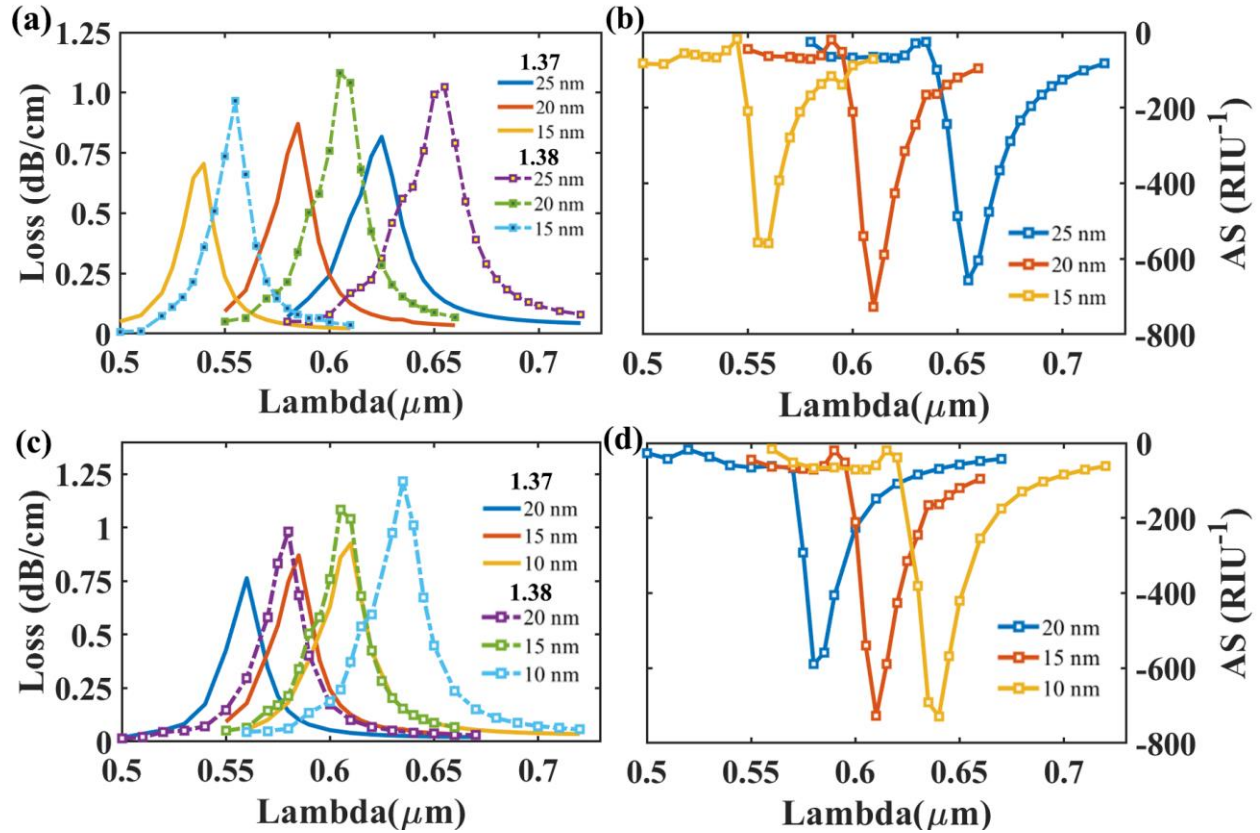 (a)
1.25
1.0
0.75
0.5
0.25
0
Loss (dB/cm)
1.37
25 nm
20 nm
15 nm
1.38
25 nm
20 nm
15 nm
0.5 0.55 0.6 0.65 0.7
Lambda(μm)
(b)
0
-200
-400
-600
-800
AS (RIU⁻¹)
25 nm
20 nm
15 nm
0.5 0.55 0.6 0.65 0.7
Lambda(μm)
(c)
1.25
1
0.75
0.5
0.25
0
Loss (dB/cm)
1.37
20 nm
15 nm
10 nm
1.38
20 nm
15 nm
10 nm
0.5 0.55 0.6 0.65 0.7
Lambda(μm)
(d)
0
-200
-400
-600
-800
AS (RIU⁻¹)
20 nm
15 nm
10 nm
0.5 0.55 0.6 0.65 0.7
Lambda(μm)